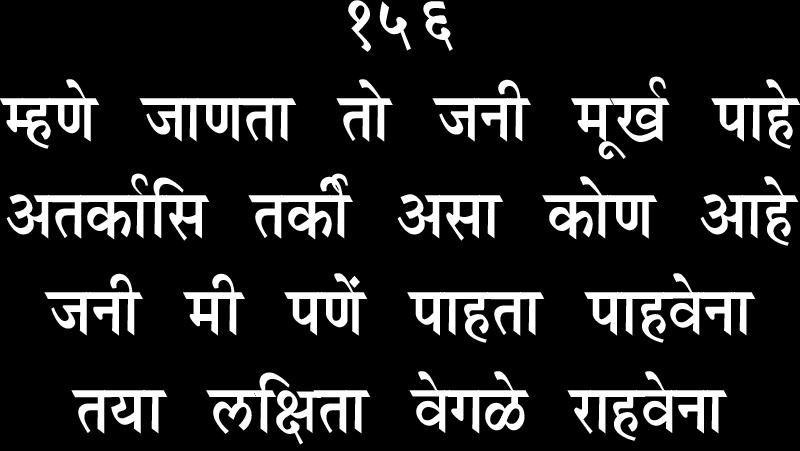 १५६
म्हणे जाणता तो जनी मूर्ख पाहे
अतर्कासि तर्की असा कोण आहे
जनी मी पणें पाहता पाहवेना
तया लक्षिता वेगळे राहवेना